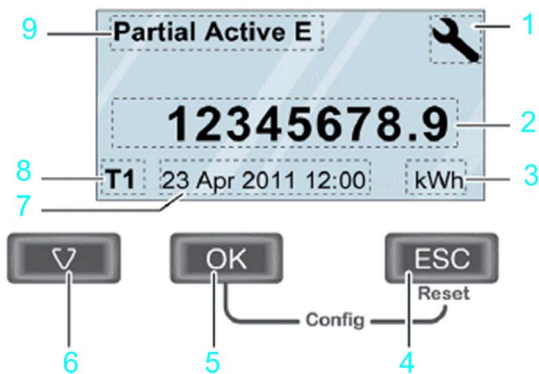 9 Partial Active E 1
12345678.9 2
8 T1 23 Apr 2011 12:00 kWh 3
7
OK ESC
Reset
Config
6 5 4